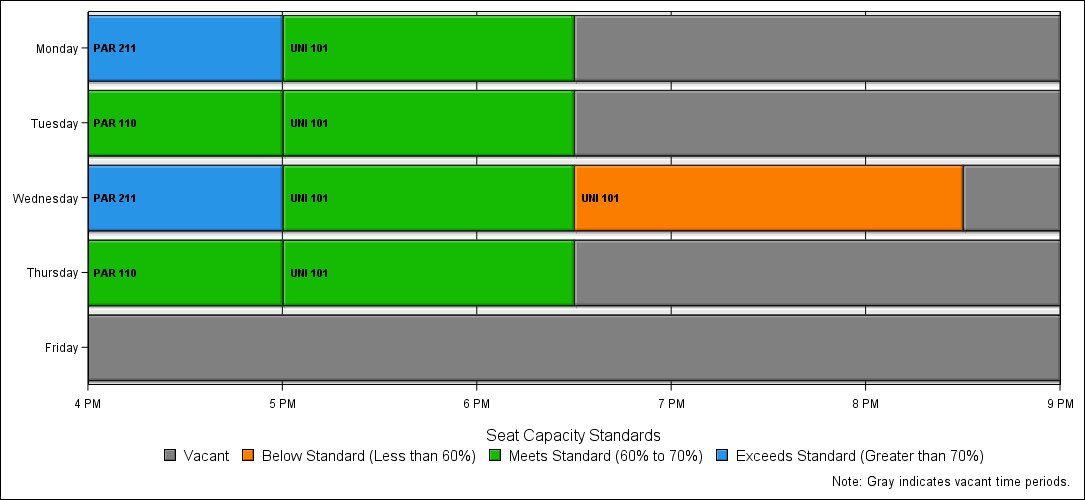 Monday PAR 211 UNI 101
Tuesday PAR 110 UNI 101
Wednesday PAR 211 UNI 101 UNI 101
Thursday PAR 110 UNI 101
Friday
4 PM 5 PM 6 PM 7 PM 8 PM 9 PM
Seat Capacity Standards
Vacant Below Standard (Less than 60%) Meets Standard (60% to 70%) Exceeds Standard (Greater than 70%)
Note: Gray indicates vacant time periods.